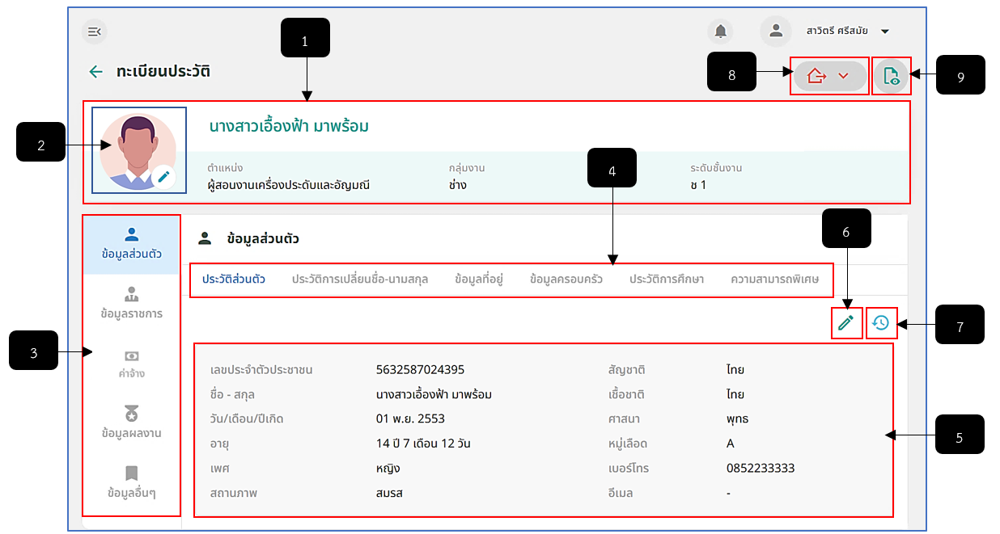 1
สาวิตรี ศรีสมัย
ทะเบียนประวัติ
8
9
2
นางสาวเอื้องฟ้า มาพร้อม
4
ตำแหน่ง กลุ่มงาน ระดับชั้นงาน
ผู้สอนงานเครื่องประดับและอัญมณี ช่าง ช 1
6
ข้อมูลส่วนตัว
ข้อมูลส่วนตัว
ประวัติส่วนตัว ประวัติการเปลี่ยนชื่อ-นามสกุล ข้อมูลที่อยู่ ข้อมูลครอบครัว ประวัติการศึกษา ความสามารถพิเศษ
ข้อมูลราชการ
7
3
ค่าจ้าง
ข้อมูลผลงาน
ข้อมูลอื่นๆ
เลขประจำตัวประชาชน 5632587024395 สัญชาติ ไทย
ชื่อ - สกุล นางสาวเอื้องฟ้า มาพร้อม เชื้อชาติ ไทย
วัน/เดือน/ปีเกิด 01 พ.ย. 2553 ศาสนา พุทธ
อายุ 14 ปี 7 เดือน 12 วัน หมู่เลือด A
เพศ หญิง เบอร์โทร 0852233333
สถานภาพ สมรส อีเมล -
5